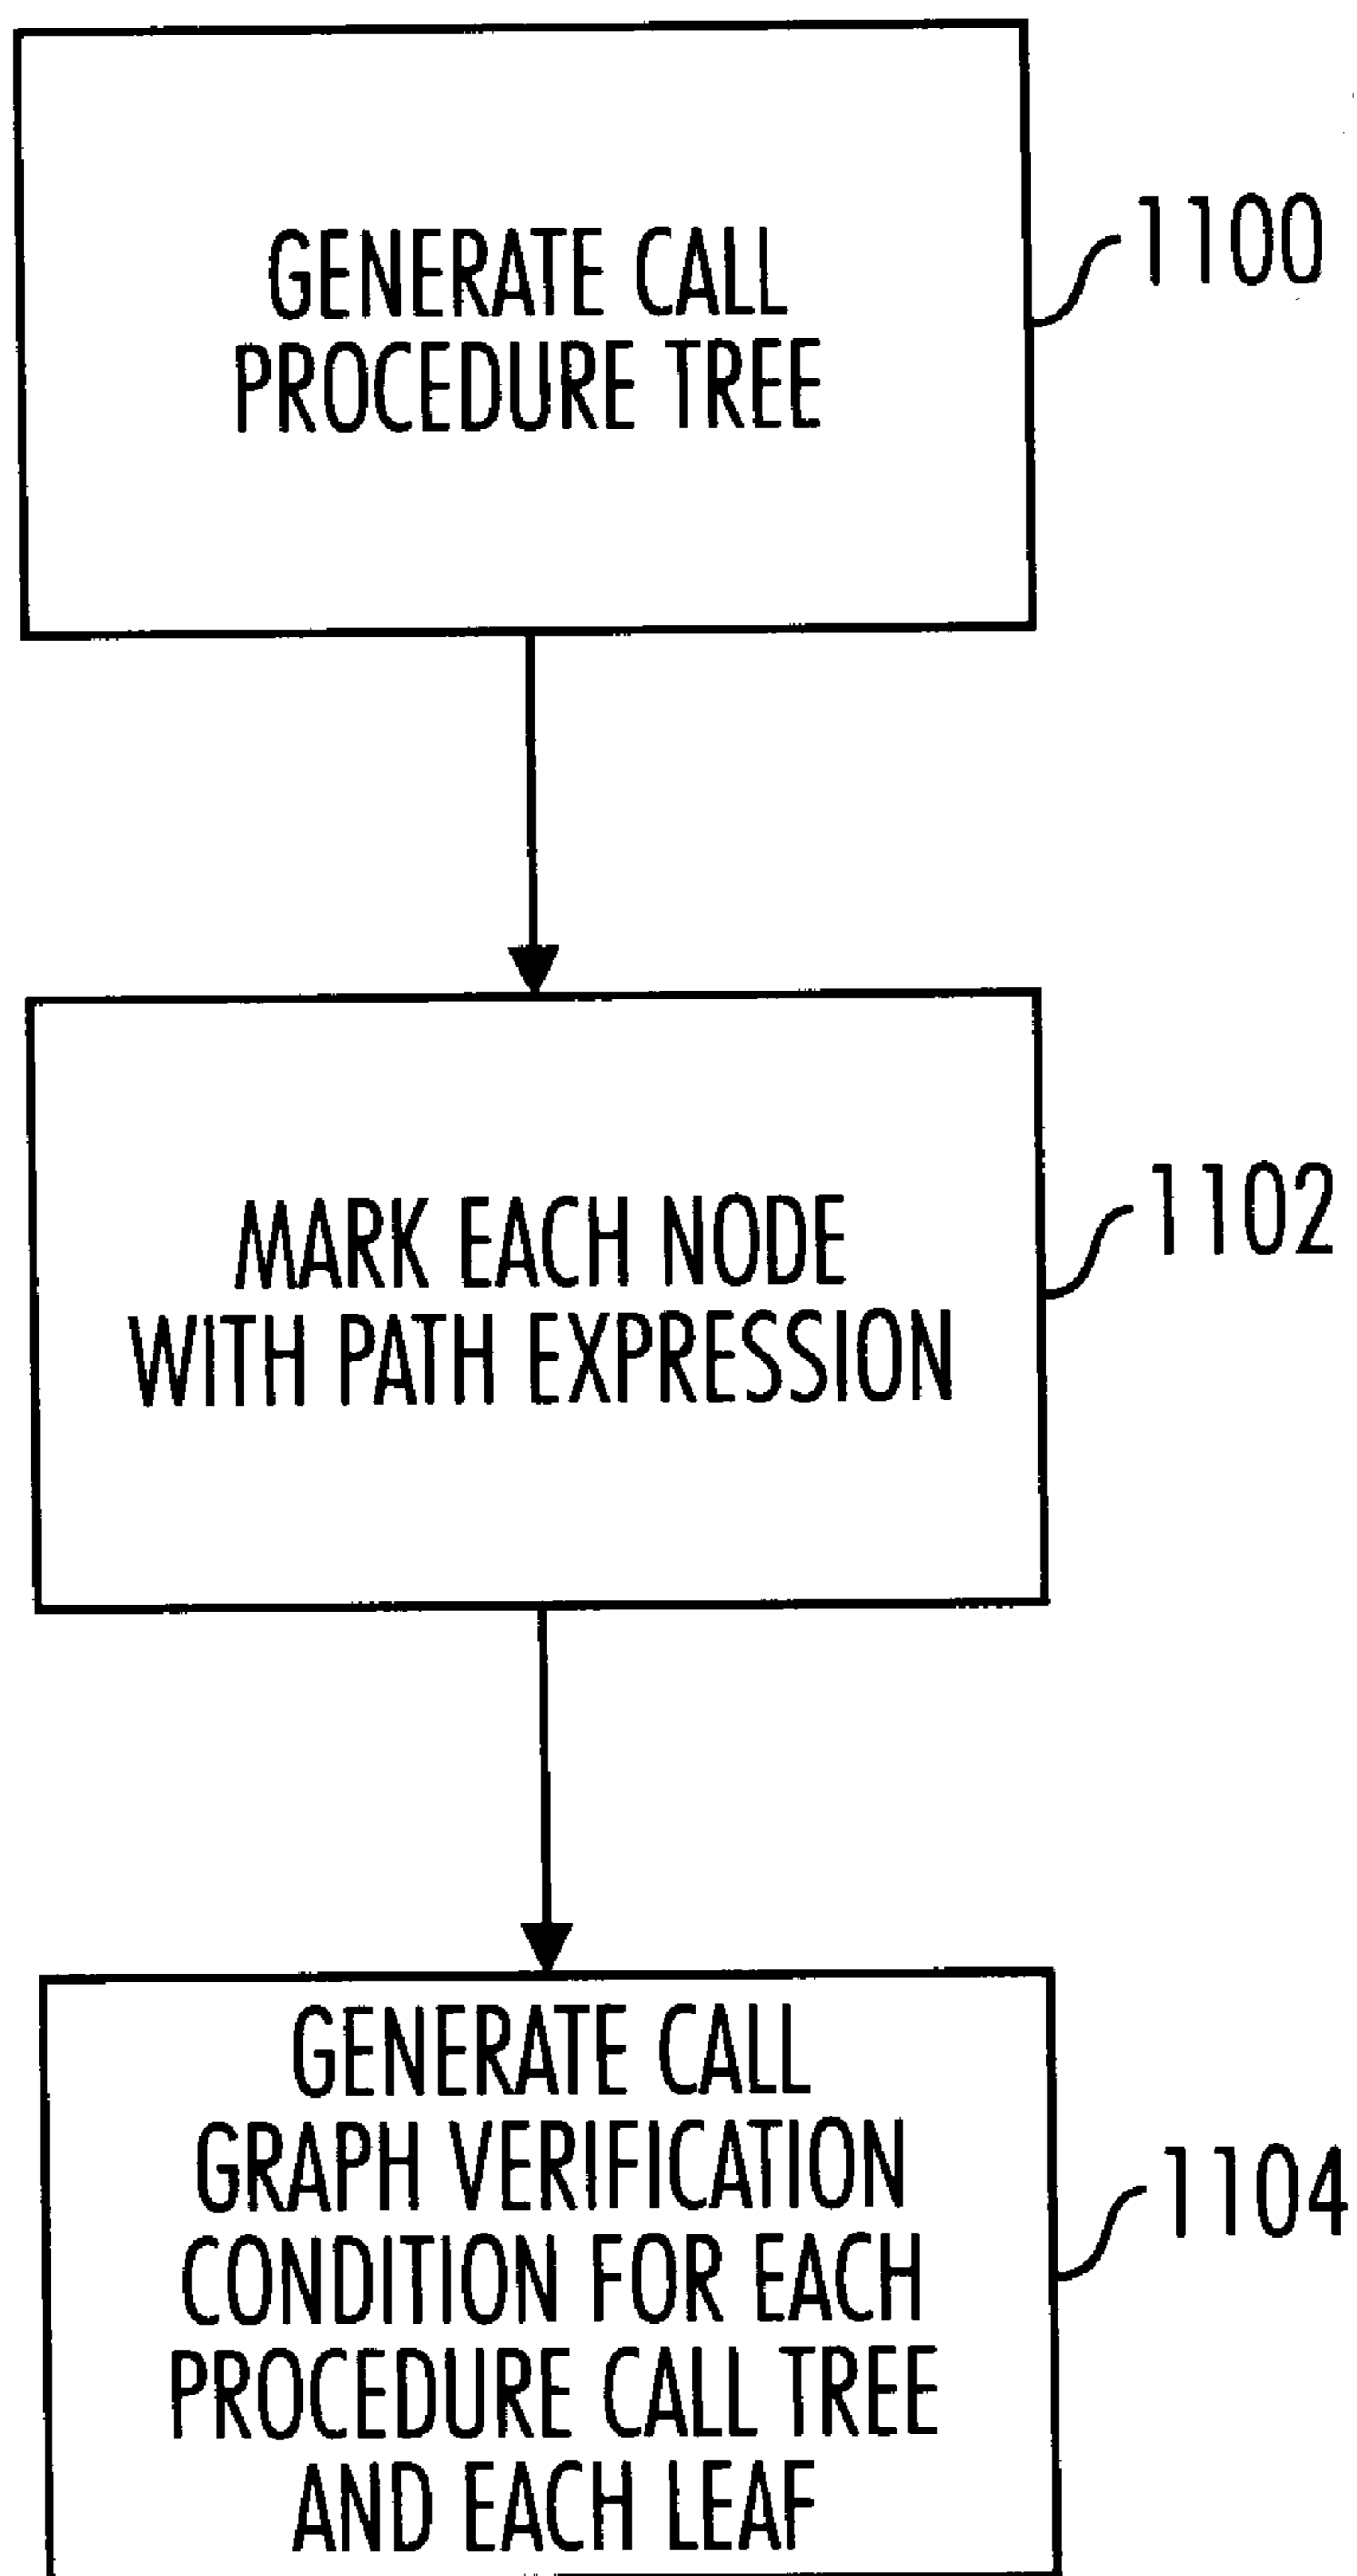 GENERATE CALL
PROCEDURE TREE
1100
MARK EACH NODE
WITH PATH EXPRESSION
1102
GENERATE CALL
GRAPH VERIFICATION
CONDITION FOR EACH
PROCEDURE CALL TREE
AND EACH LEAF
1104